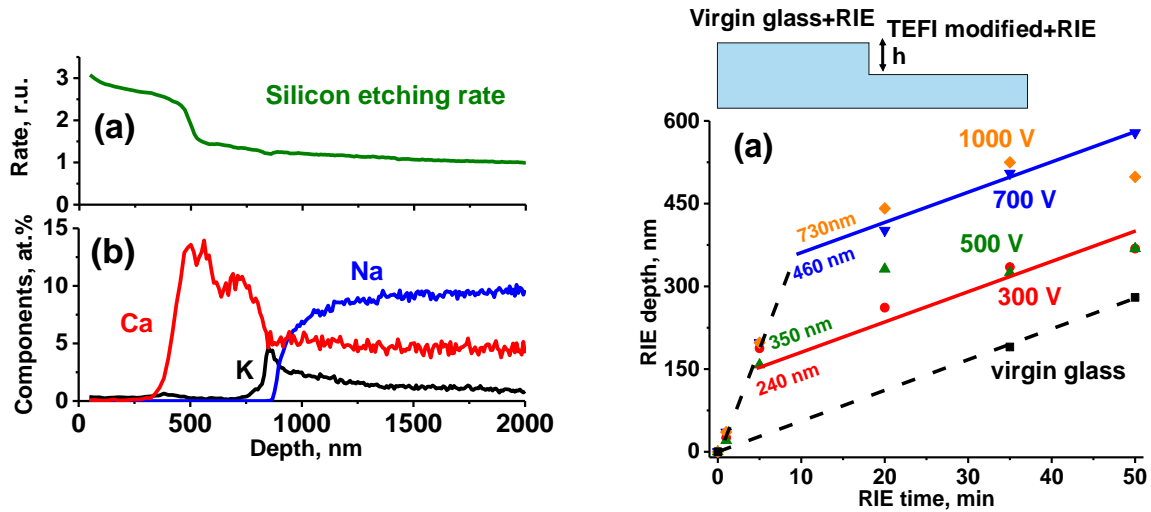 Rate, r.u.
3
2
1
0
Silicon etching rate
(a)
Components, at.%
15
10
5
0
(b)
Ca
K
Na
0 500 1000 1500 2000
Depth, nm
Virgin glass+RIE
TEFI modified+RIE
h
RIE depth, nm
600
450
300
150
0
(a)
1000 V
700 V
730nm
460 nm
500 V
300 V
350 nm
240 nm
virgin glass
0 10 20 30 40 50
RIE time, min